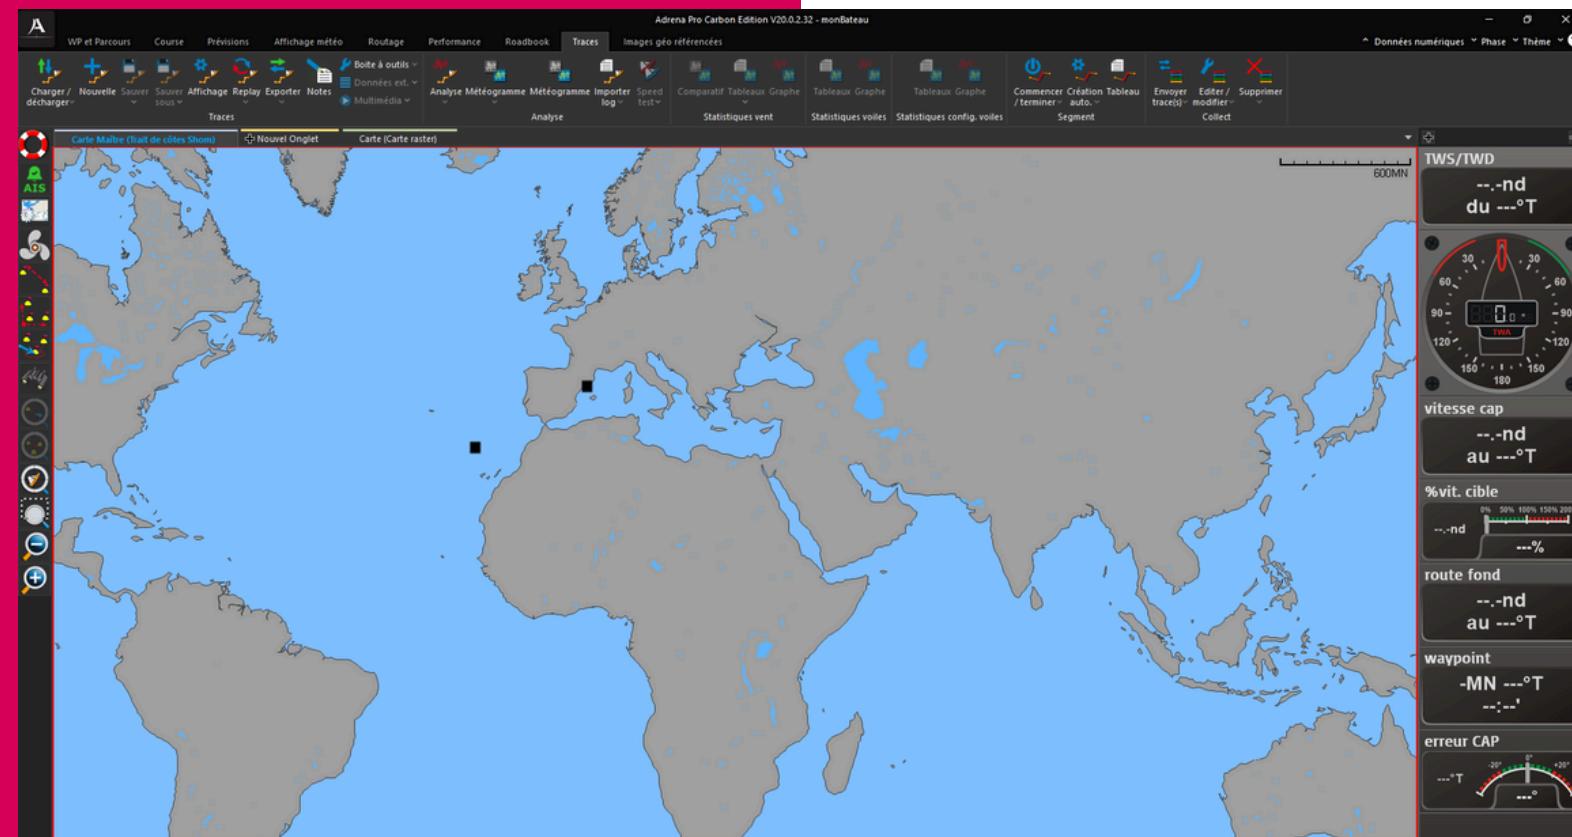 Adrena Pro Carbon Edition V20.0.2.32 - monBateau
WP et Parcours Course Prévisions Affichage météo Routage Performance Roadbook Traces Images géo référencées
Données numériques Phase Thème
Charger / décharger Nouvelle Sauver Sauver sous Affichage Replay Exporter Notes
Boite à outils
Données ext.
Multimédia
Traces
Analyse Météogramme Météogramme Importer log Speed test
Analyse
Comparatif Tableaux Graphe
Statistiques vent
Tableaux Graphe
Statistiques voiles
Tableaux Graphe
Statistiques config. voiles
Commencer / terminer Création auto. Tableau
Segment
Envoyer trace(s) Editer / modifier Supprimer
Collect
Carte Maître (Trait de côtes Shom) Nouvel Onglet Carte (Carte raster)
AIS
600MN
TWS/TWD
--.-nd
du ---°T
30 30
60 60
90 90
120 120
150 150
180
0.0
TWA
vitesse cap
--.-nd
au ---°T
%vit. cible
0% 50% 100% 150% 200
--.-nd
---%
route fond
--.-nd
au ---°T
waypoint
-MN ---°T
--:--'
erreur CAP
-20° 0° +20°
---°T
---°